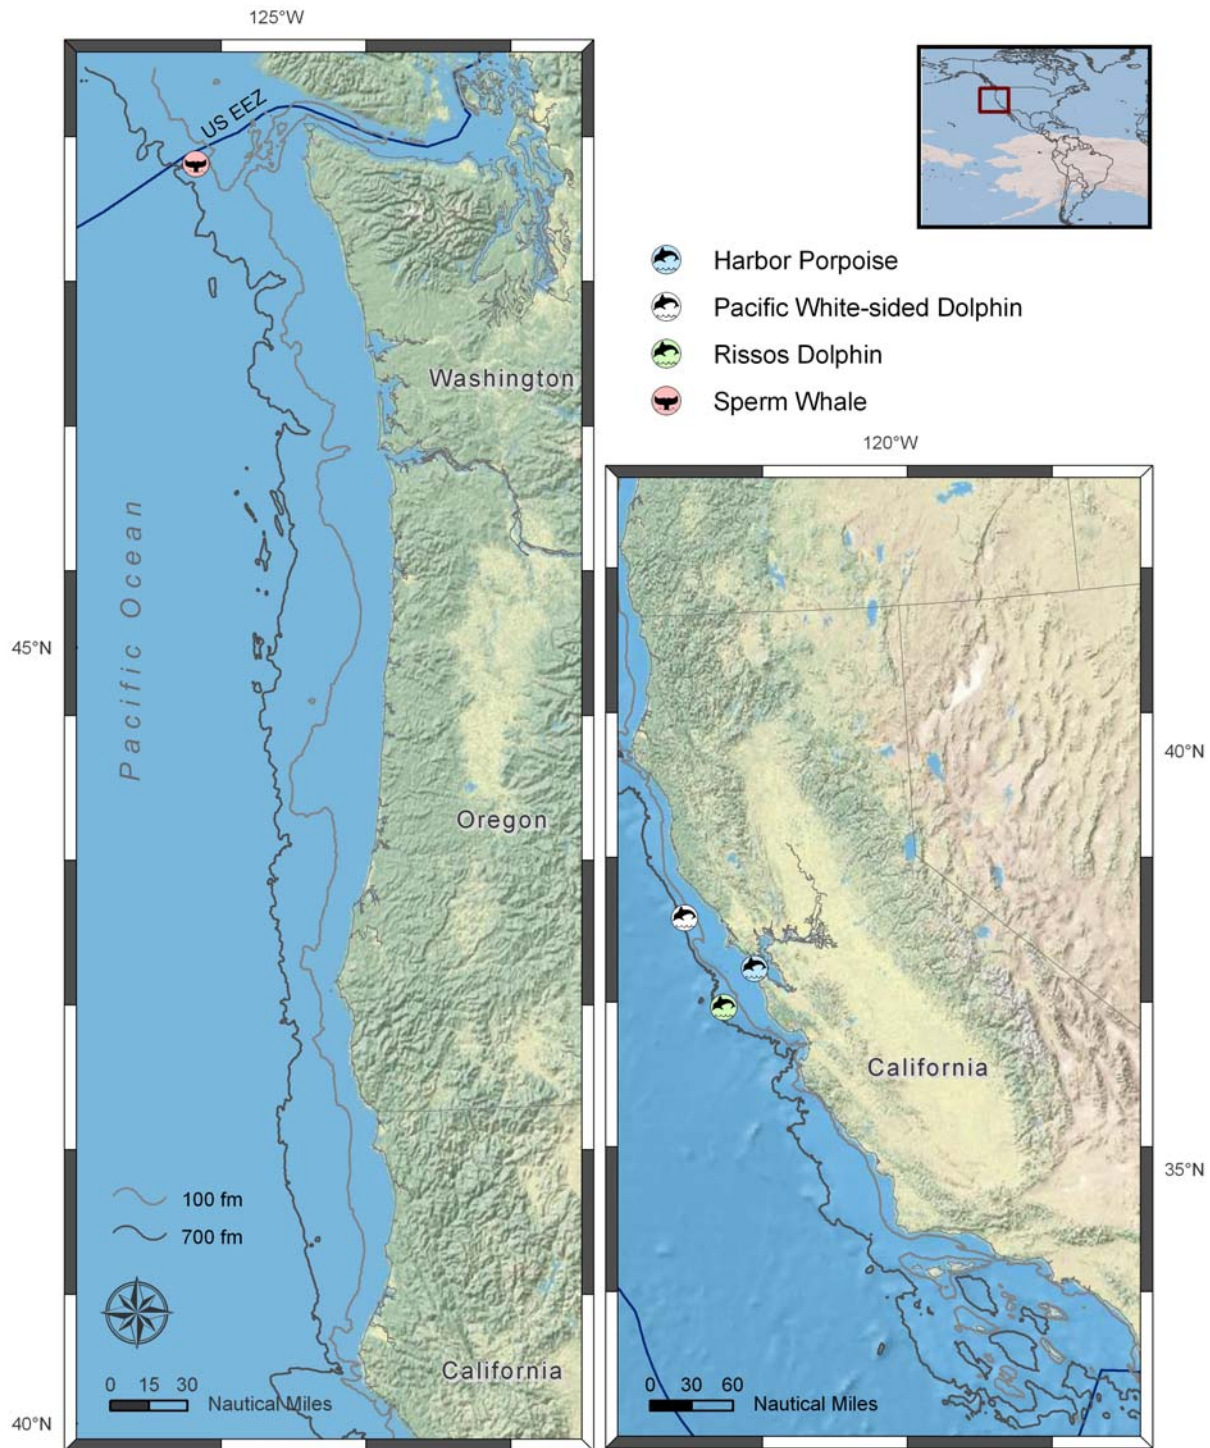 125°W
US EEZ
Harbor Porpoise
Pacific White-sided Dolphin
Rissos Dolphin
Sperm Whale
Washington
120°W
Pacific Ocean
45°N
40°N
Oregon
California
35°N
100 fm
700 fm
California
0 15 30
Nautical Miles
0 30 60
Nautical Miles
40°N